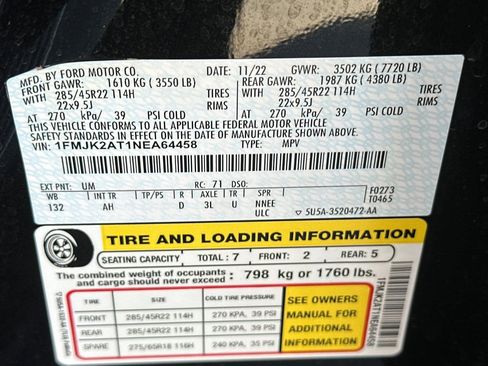 MFD. BY FORD MOTOR CO.
DATE: 11/22 GVWR: 3502 KG (7720 LB)
FRONT GAWR: 1610 KG (3550 LB) REAR GAWR: 1987 KG (4380 LB)
WITH 285/45R22 114H TIRES WITH 285/45R22 114H TIRES
22x9.5J RIMS 22x9.5J RIMS
AT 270 kPa/ 39 PSI COLD AT 270 kPa/ 39 PSI COLD
THIS VEHICLE CONFORMS TO ALL APPLICABLE FEDERAL MOTOR VEHICLE
SAFETY STANDARDS IN EFFECT ON THE DATE OF MANUFACTURE SHOWN ABOVE.
VIN: 1FMJK2AT1NEA64458 TYPE: MPV
EXT PNT: UM RC: 71 DSO:
WB INT TR TP/PS R AXLE TR SPR
132 AH D 3L U NNEE
ULC
F0273
T0465
5U5A-3520472-AA
TIRE AND LOADING INFORMATION
SEATING CAPACITY TOTAL: 7 FRONT: 2 REAR: 5
The combined weight of occupants
and cargo should never exceed: 798 kg or 1760 lbs.
TIRE SIZE COLD TIRE PRESSURE
FRONT 285/45R22 114H 270 KPA, 39 PSI
REAR 285/45R22 114H 270 KPA, 39 PSI
SPARE 275/65R18 116H 240 KPA, 35 PSI
SEE OWNERS
MANUAL FOR
ADDITIONAL
INFORMATION
1FMJK2AT1NEA64458